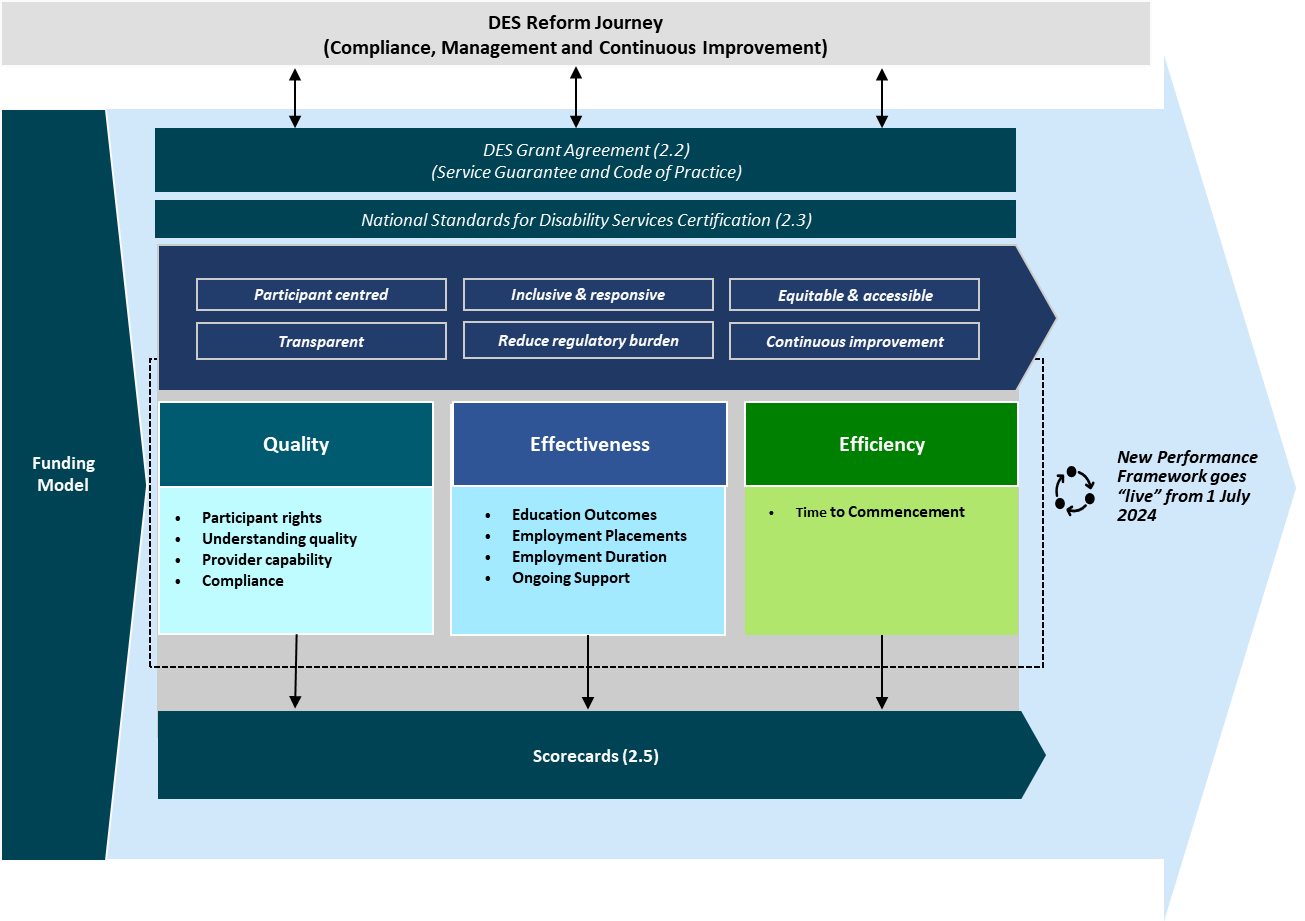 DES Reform Journey
(Compliance, Management and Continuous Improvement)
DES Grant Agreement (2.2)
(Service Guarantee and Code of Practice)
National Standards for Disability Services Certification (2.3)
Participant centred
Inclusive & responsive
Equitable & accessible
Transparent
Reduce regulatory burden
Continuous improvement
Funding
Model
Quality
Effectiveness
Efficiency
• Participant rights
• Understanding quality
• Provider capability
• Compliance
• Education Outcomes
• Employment Placements
• Employment Duration
• Ongoing Support
• Time to Commencement
New Performance
Framework goes
“live” from 1 July
2024
Scorecards (2.5)